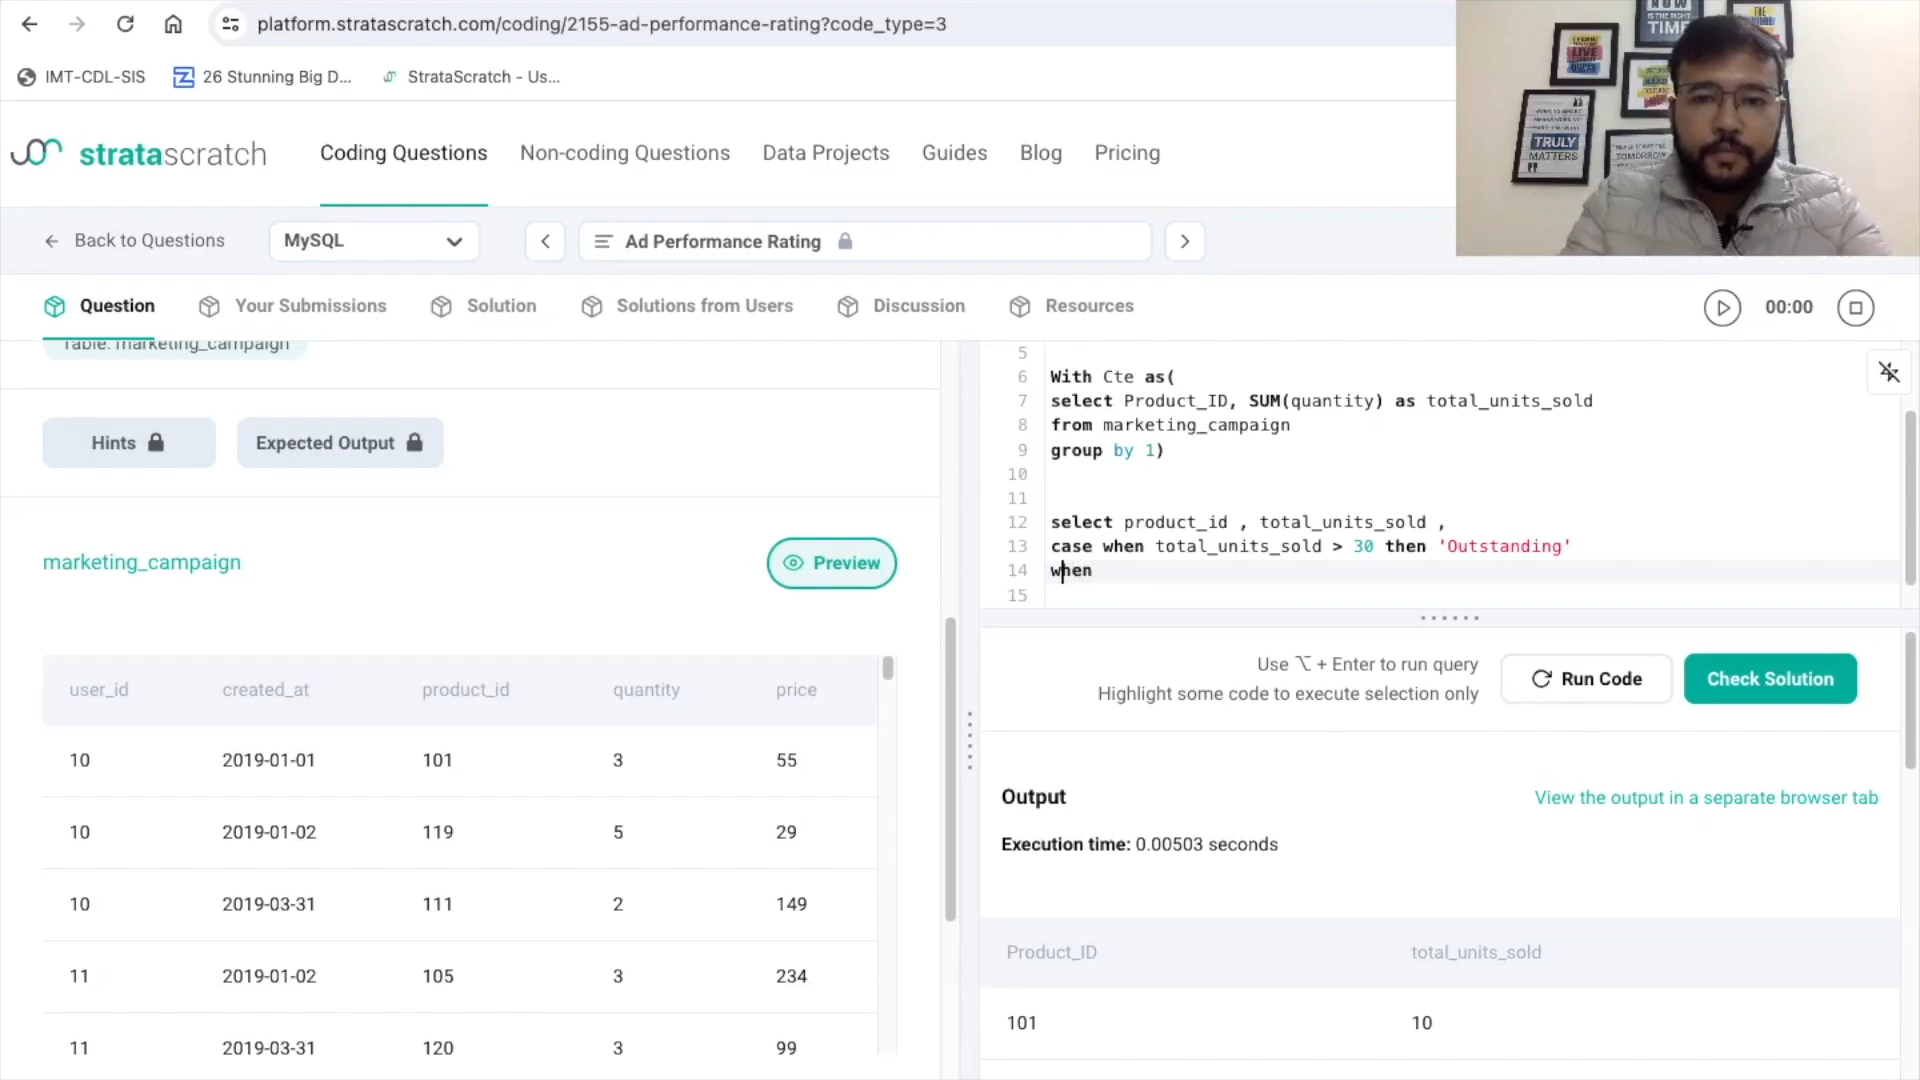 platform.stratascratch.com/coding/2155-ad-performance-rating?code_type=3
IMT-CDL-SIS
26 Stunning Big D...
StrataScratch - Us...
TRULY
MATTERS
TIME
LIVE
stratascratch
Coding Questions
Non-coding Questions
Data Projects
Guides
Blog
Pricing
Back to Questions
MySQL
Ad Performance Rating
Question
Your Submissions
Solution
Solutions from Users
Discussion
Resources
00:00
Table: marketing_campaign
Hints
Expected Output
marketing_campaign
Preview
user_id created_at product_id quantity price
10 2019-01-01 101 3 55
10 2019-01-02 119 5 29
10 2019-03-31 111 2 149
11 2019-01-02 105 3 234
11 2019-03-31 120 3 99
5
6 With Cte as(
7 select Product_ID, SUM(quantity) as total_units_sold
8 from marketing_campaign
9 group by 1)
10
11
12 select product_id , total_units_sold ,
13 case when total_units_sold > 30 then 'Outstanding'
14 when
15
Use ⌥ + Enter to run query
Highlight some code to execute selection only
Run Code
Check Solution
Output
View the output in a separate browser tab
Execution time: 0.00503 seconds
Product_ID total_units_sold
101 10